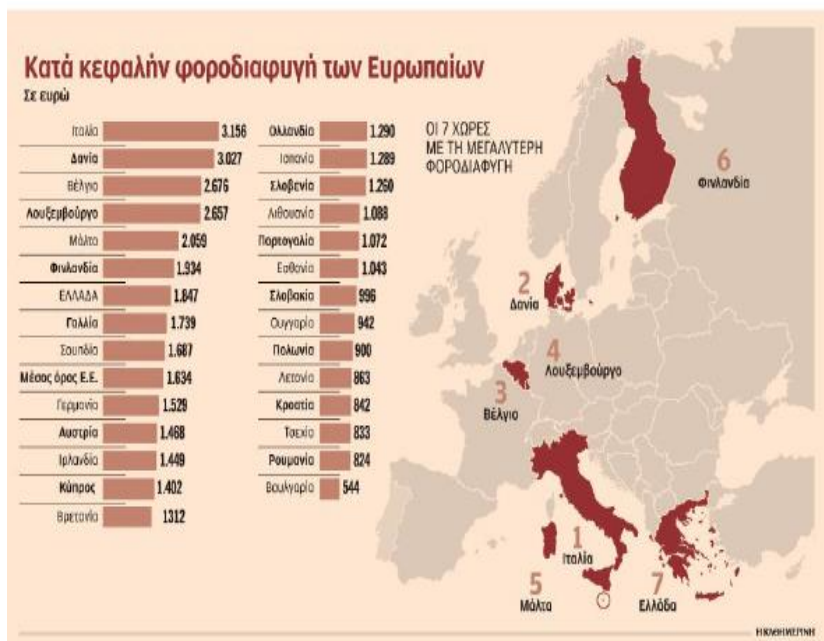 Κατά κεφαλήν φοροδιαφυγή των Ευρωπαίων
Σε ευρώ
Ιταλία 3.156
Δανία 3.027
Βέλγιο 2.676
Λουξεμβούργο 2.657
Μάλτα 2.059
Φινλανδία 1.934
ΕΛΛΑΔΑ 1.847
Γαλλία 1.739
Σουηδία 1.687
Μέσος όρος Ε.Ε. 1.634
Γερμανία 1.529
Αυστρία 1.468
Ιρλανδία 1.449
Κύπρος 1.402
Βρετανία 1312
Ολλανδία 1.290
Ισπανία 1.289
Σλοβενία 1.260
Λιθουανία 1.088
Πορτογαλία 1.072
Εσθονία 1.043
Σλοβακία 996
Ουγγαρία 942
Πολωνία 900
Λετονία 863
Κροατία 842
Τσεχία 833
Ρουμανία 824
Βουλγαρία 544
ΟΙ 7 ΧΩΡΕΣ
ΜΕ ΤΗ ΜΕΓΑΛΥΤΕΡΗ
ΦΟΡΟΔΙΑΦΥΓΗ
6
Φινλανδία
2
Δανία
4
Λουξεμβούργο
3
Βέλγιο
1
Ιταλία
5
Μάλτα
7
Ελλάδα
Η ΚΑΘΗΜΕΡΙΝΗ